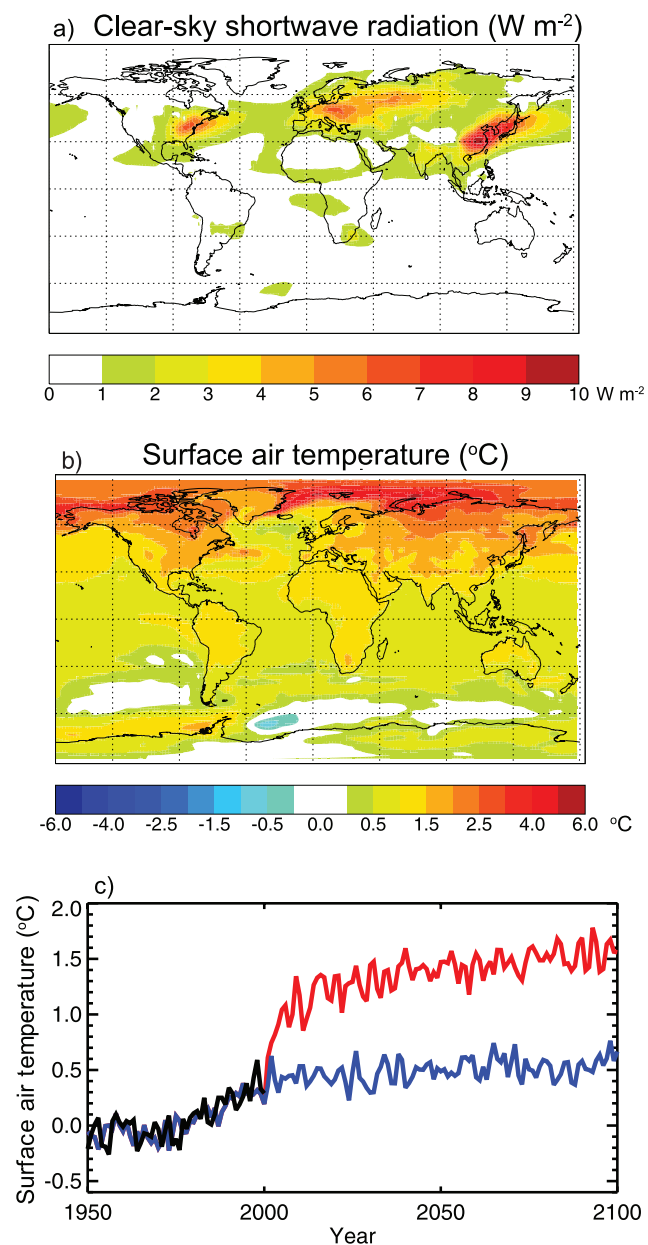 a) Clear-sky shortwave radiation (W m-2)
0 1 2 3 4 5 6 7 8 9 10 W m-2
b) Surface air temperature (oC)
-6.0 -4.0 -2.5 -1.5 -0.5 0.0 0.5 1.5 2.5 4.0 6.0 oC
c)
Surface air temperature (oC)
2.0
1.5
1.0
0.5
0.0
-0.5
1950 2000 2050 2100
Year